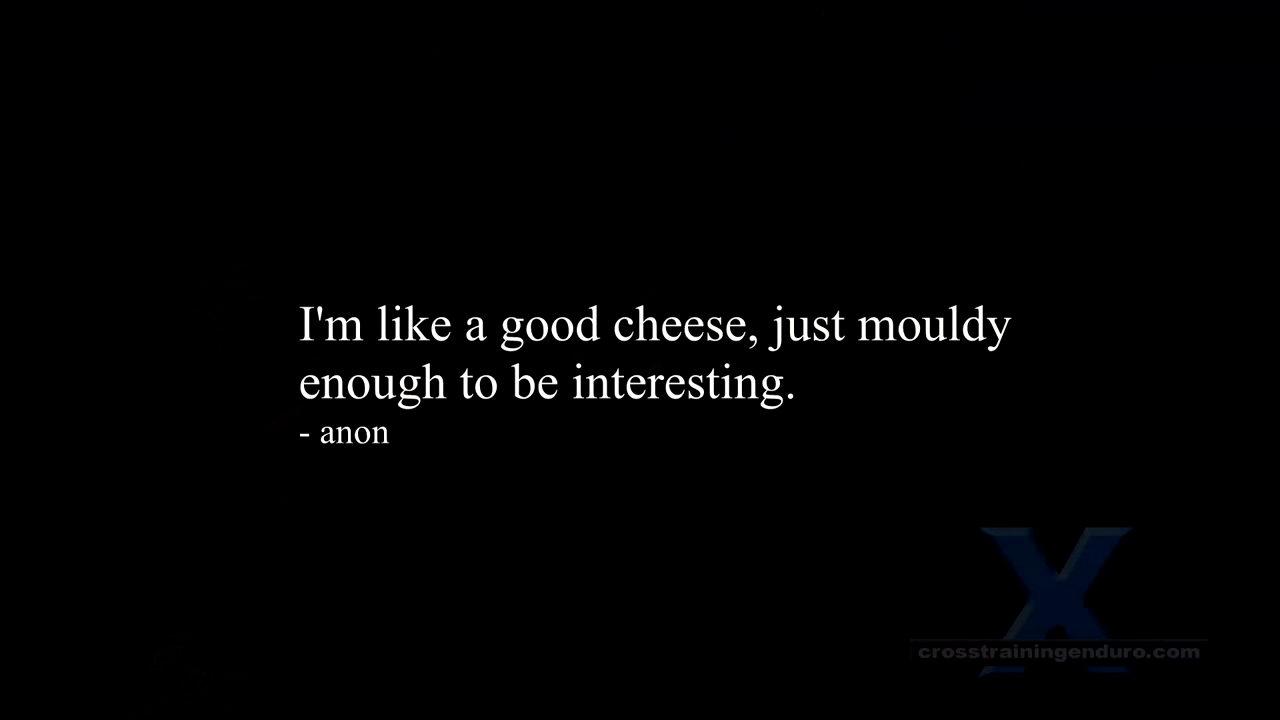 I'm like a good cheese, just mouldy
enough to be interesting.
- anon
X
crosstrainingenduro.com